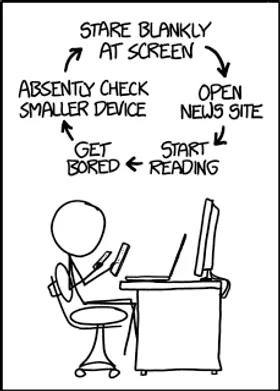 STARE BLANKLY
AT SCREEN
OPEN
NEWS SITE
START
READING
GET
BORED
ABSENTLY CHECK
SMALLER DEVICE